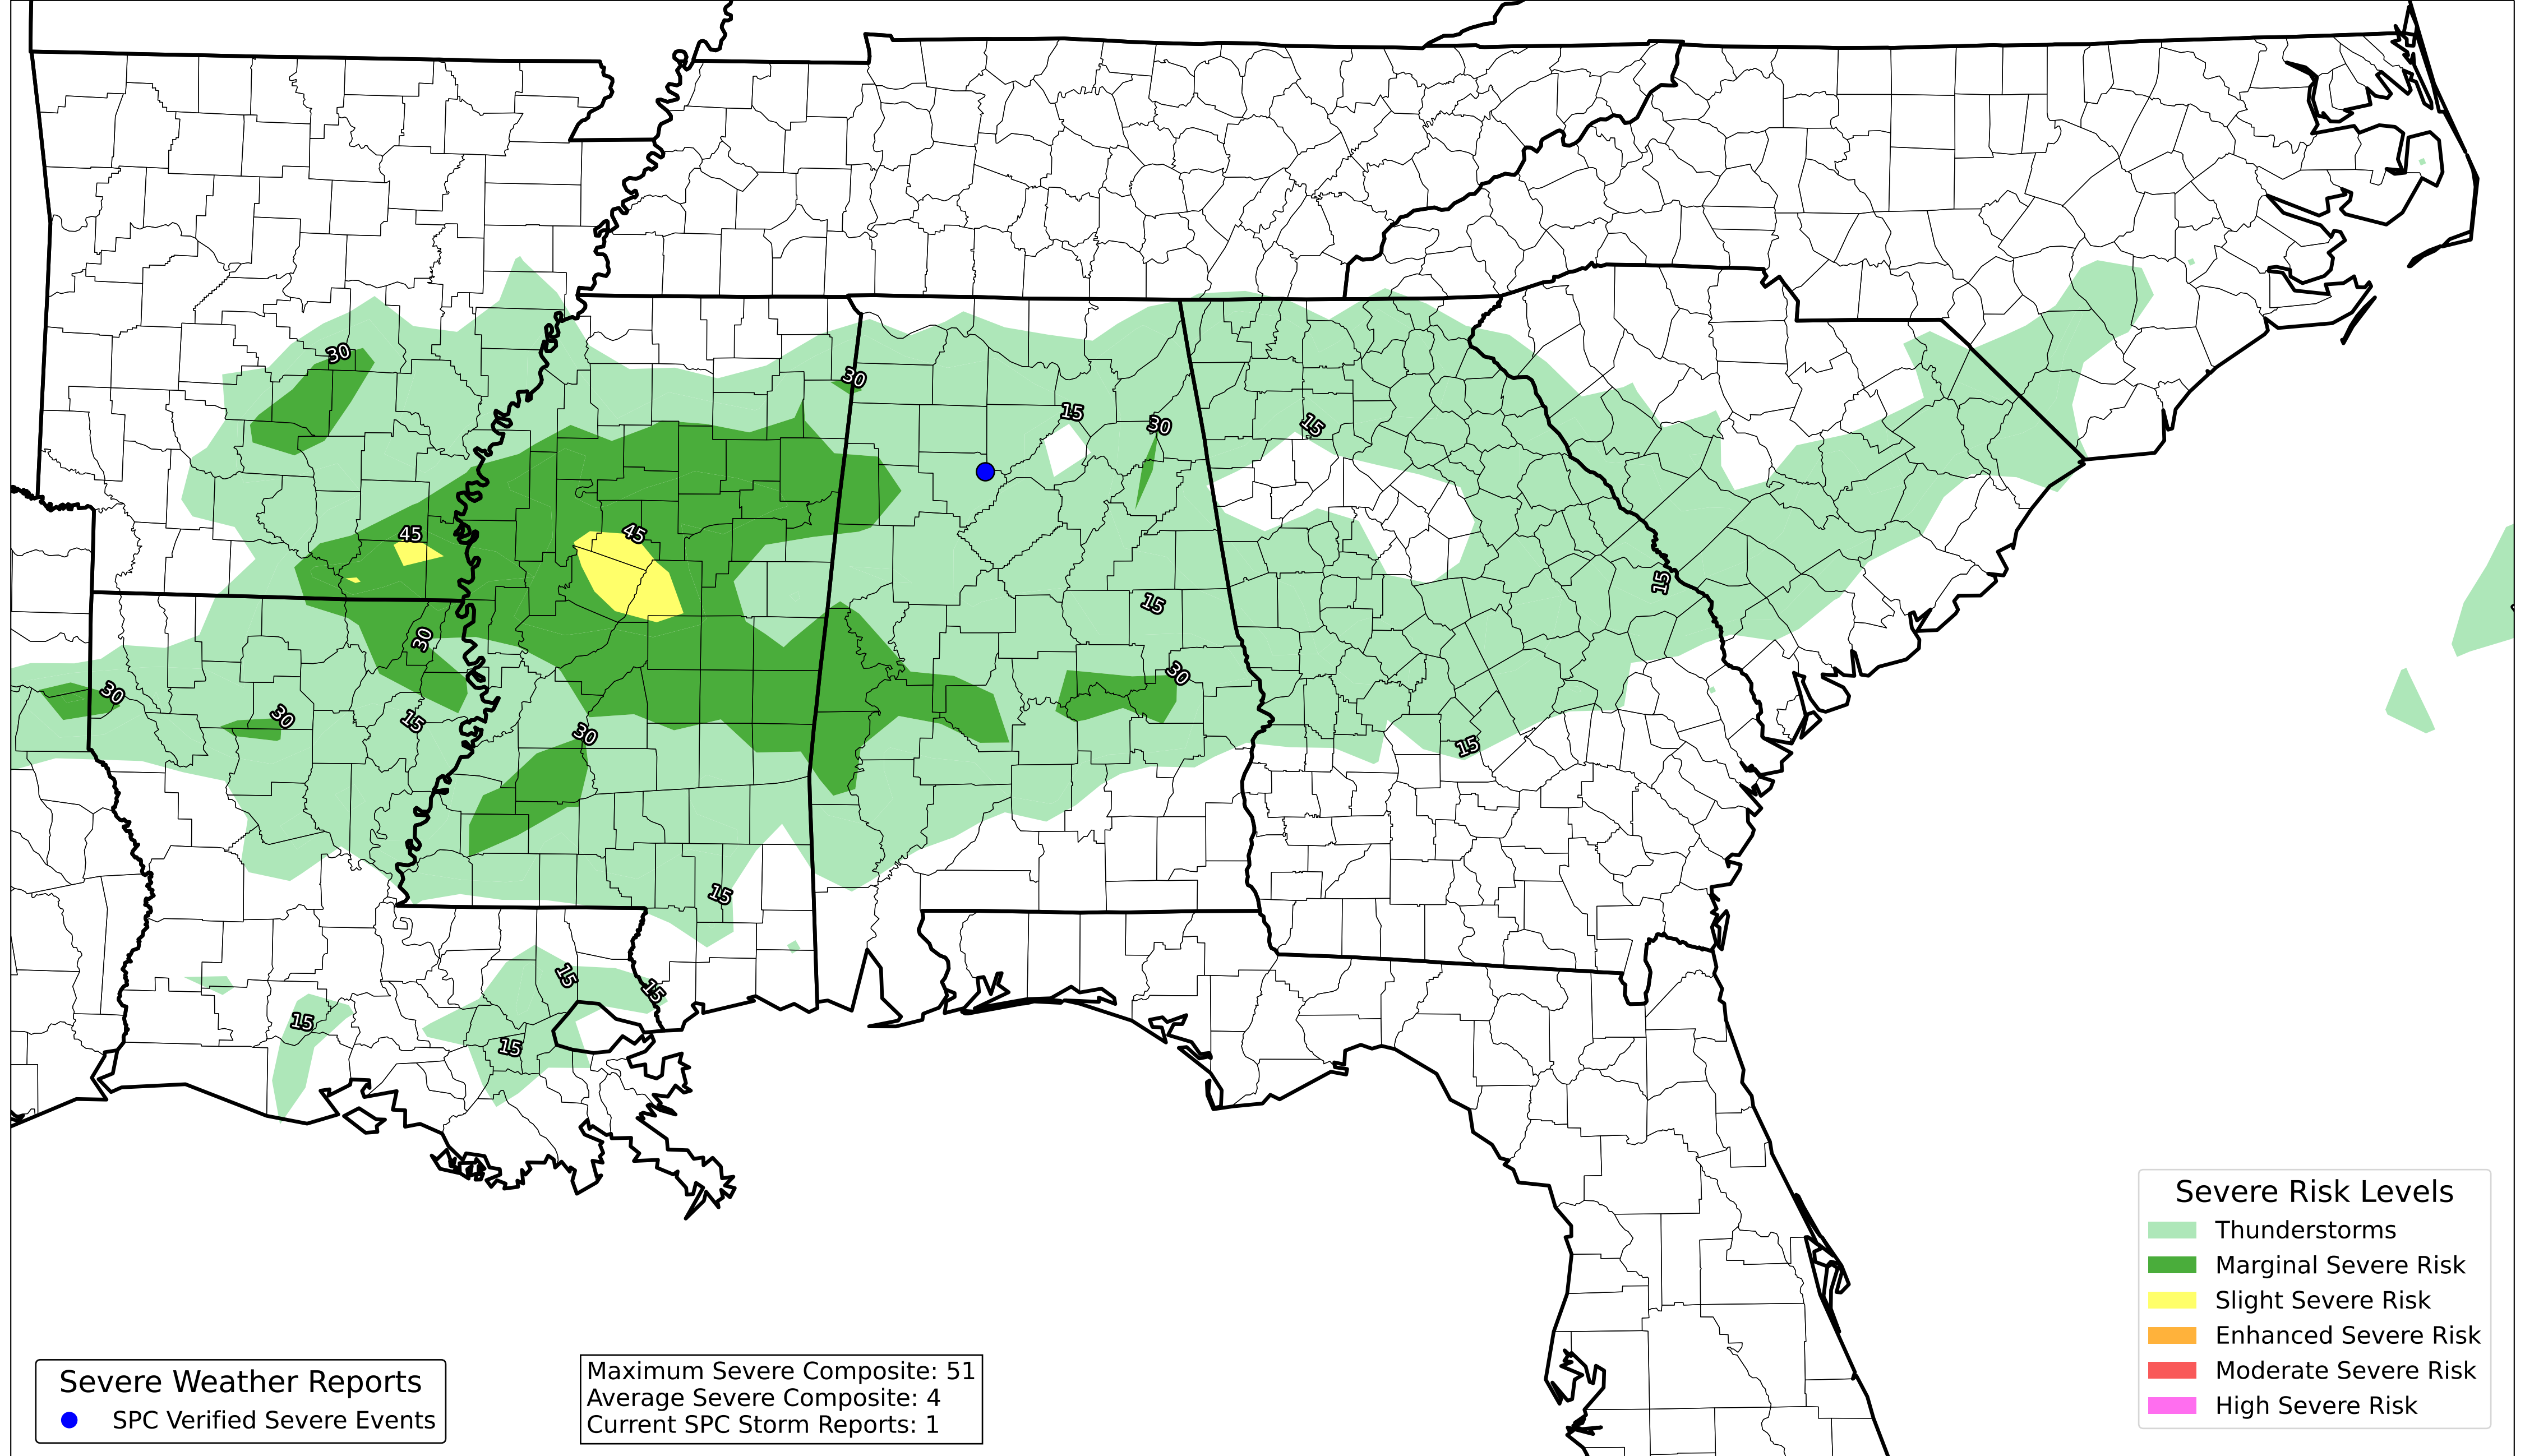 30
30
15
30
15
45
45
15
15
30
30
30
30
15
30
15
15
15
15
15
15
Severe Risk Levels
Thunderstorms
Marginal Severe Risk
Slight Severe Risk
Enhanced Severe Risk
Moderate Severe Risk
High Severe Risk
Severe Weather Reports
SPC Verified Severe Events
Maximum Severe Composite: 51
Average Severe Composite: 4
Current SPC Storm Reports: 1